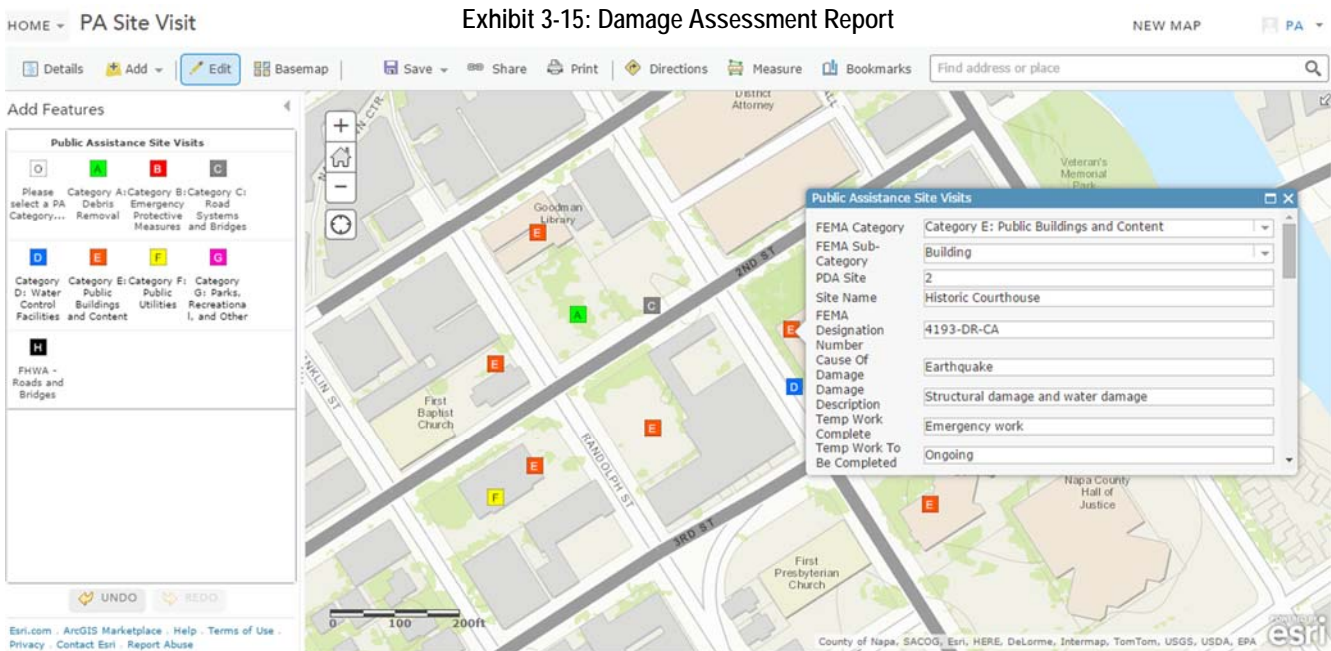 Exhibit 3-15: Damage Assessment Report
HOME PA Site Visit
NEW MAP PA
Details Add Edit Basemap Save Share Print Directions Measure Bookmarks Find address or place
Add Features
Public Assistance Site Visits
O A B C
Please select a PA Category...
Category A: Debris Removal
Category B: Emergency Protective Measures
Category C: Road Systems and Bridges
D E F G
Category D: Water Control Facilities
Category E: Public Buildings and Content
Category F: Public Utilities
Category G: Parks, Recreationa l, and Other
H
FHWA - Roads and Bridges
UNDO REDO
Esri.com . ArcGIS Marketplace . Help . Terms of Use .
Privacy . Contact Esri . Report Abuse
+
−
District
Attorney
Goodman
Library
E
A
C
2ND ST
Veteran's
Memorial
Park
E
First
Baptist
Church
E
E
F
RANDOLPH ST
3RD ST
E
D
E
Napa County
Hall of
Justice
First
Presbyterian
Church
0 100 200ft
County of Napa, SACOG, Esri, HERE, DeLorme, Intermap, TomTom, USGS, USDA, EPA
esri
Public Assistance Site Visits
FEMA Category Category E: Public Buildings and Content
FEMA Sub-
Category Building
PDA Site 2
Site Name Historic Courthouse
FEMA
Designation
Number 4193-DR-CA
Cause Of
Damage Earthquake
Damage
Description Structural damage and water damage
Temp Work
Complete Emergency work
Temp Work To
Be Completed Ongoing